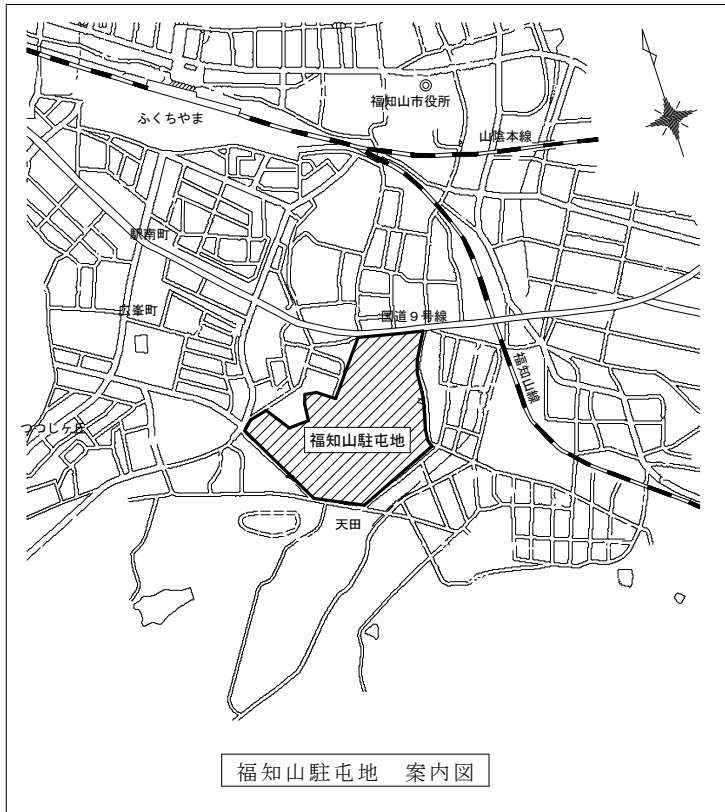 福知山市役所
ふくちやま
山陰本線
駅南町
広峯町
国道9号線
福知山線
つつじヶ丘
福知山駐屯地
天田
福知山駐屯地 案内図